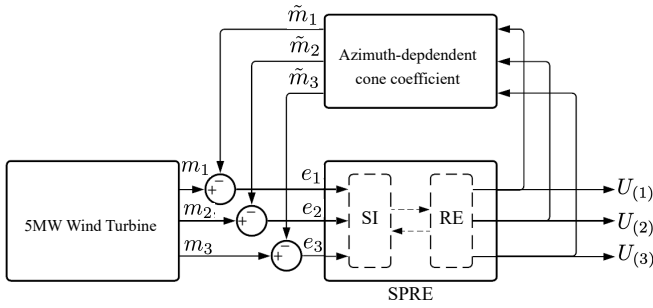 m̃₁
m̃₂
m̃₃
Azimuth-depdendent
cone coefficient
m₁
m₂
m₃
5MW Wind Turbine
−
+
−
+
−
+
e₁
e₂
e₃
SI
RE
SPRE
U₍₁₎
U₍₂₎
U₍₃₎